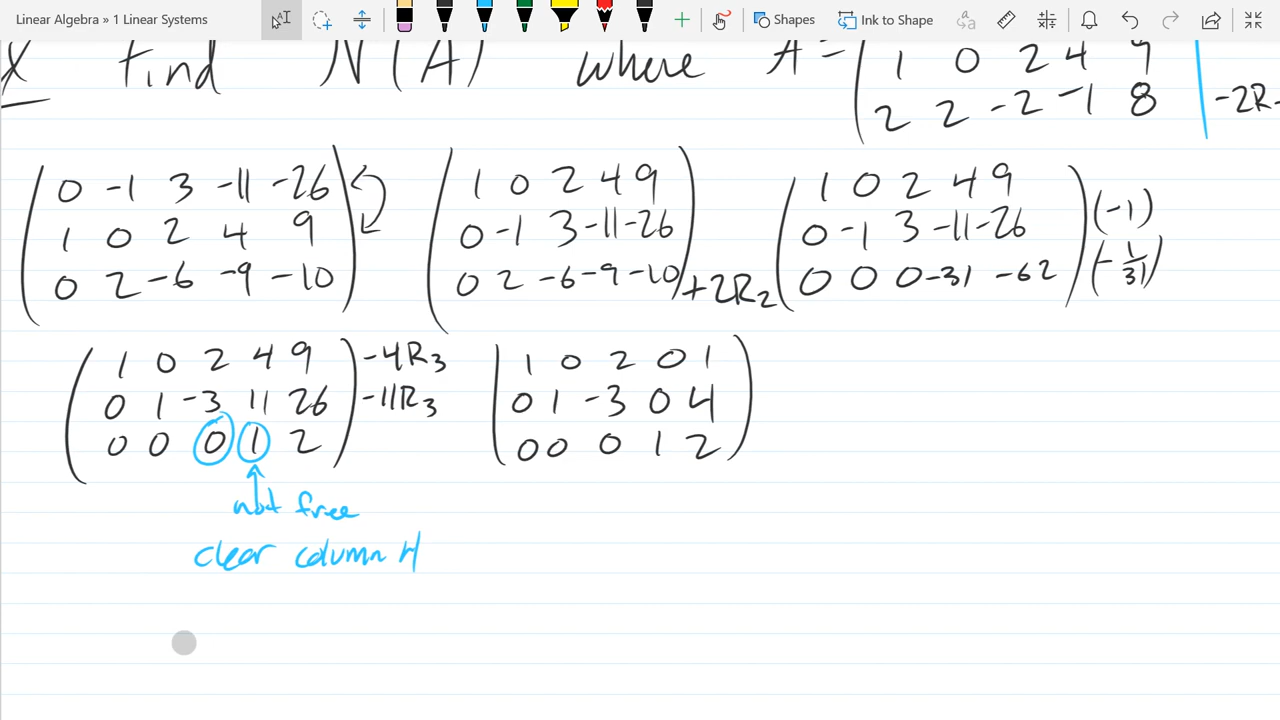 Linear Algebra » 1 Linear Systems
Shapes
Ink to Shape
Find N(A) where A =
1 0 2 4 9
2 2 -2 -1 8
0 -1 3 -11 -26
1 0 2 4 9
0 2 -6 -9 -10
1 0 2 4 9
0 -1 3 -11 -26
0 2 -6 -9 -10 +2R2
1 0 2 4 9
0 -1 3 -11 -26 (-1)
0 0 0 -31 -62 (-1/31)
1 0 2 4 9 -4R3
0 1 -3 11 26 -11R3
0 0 0 1 2
1 0 2 0 1
0 1 -3 0 4
0 0 0 1 2
not free
clear column 4